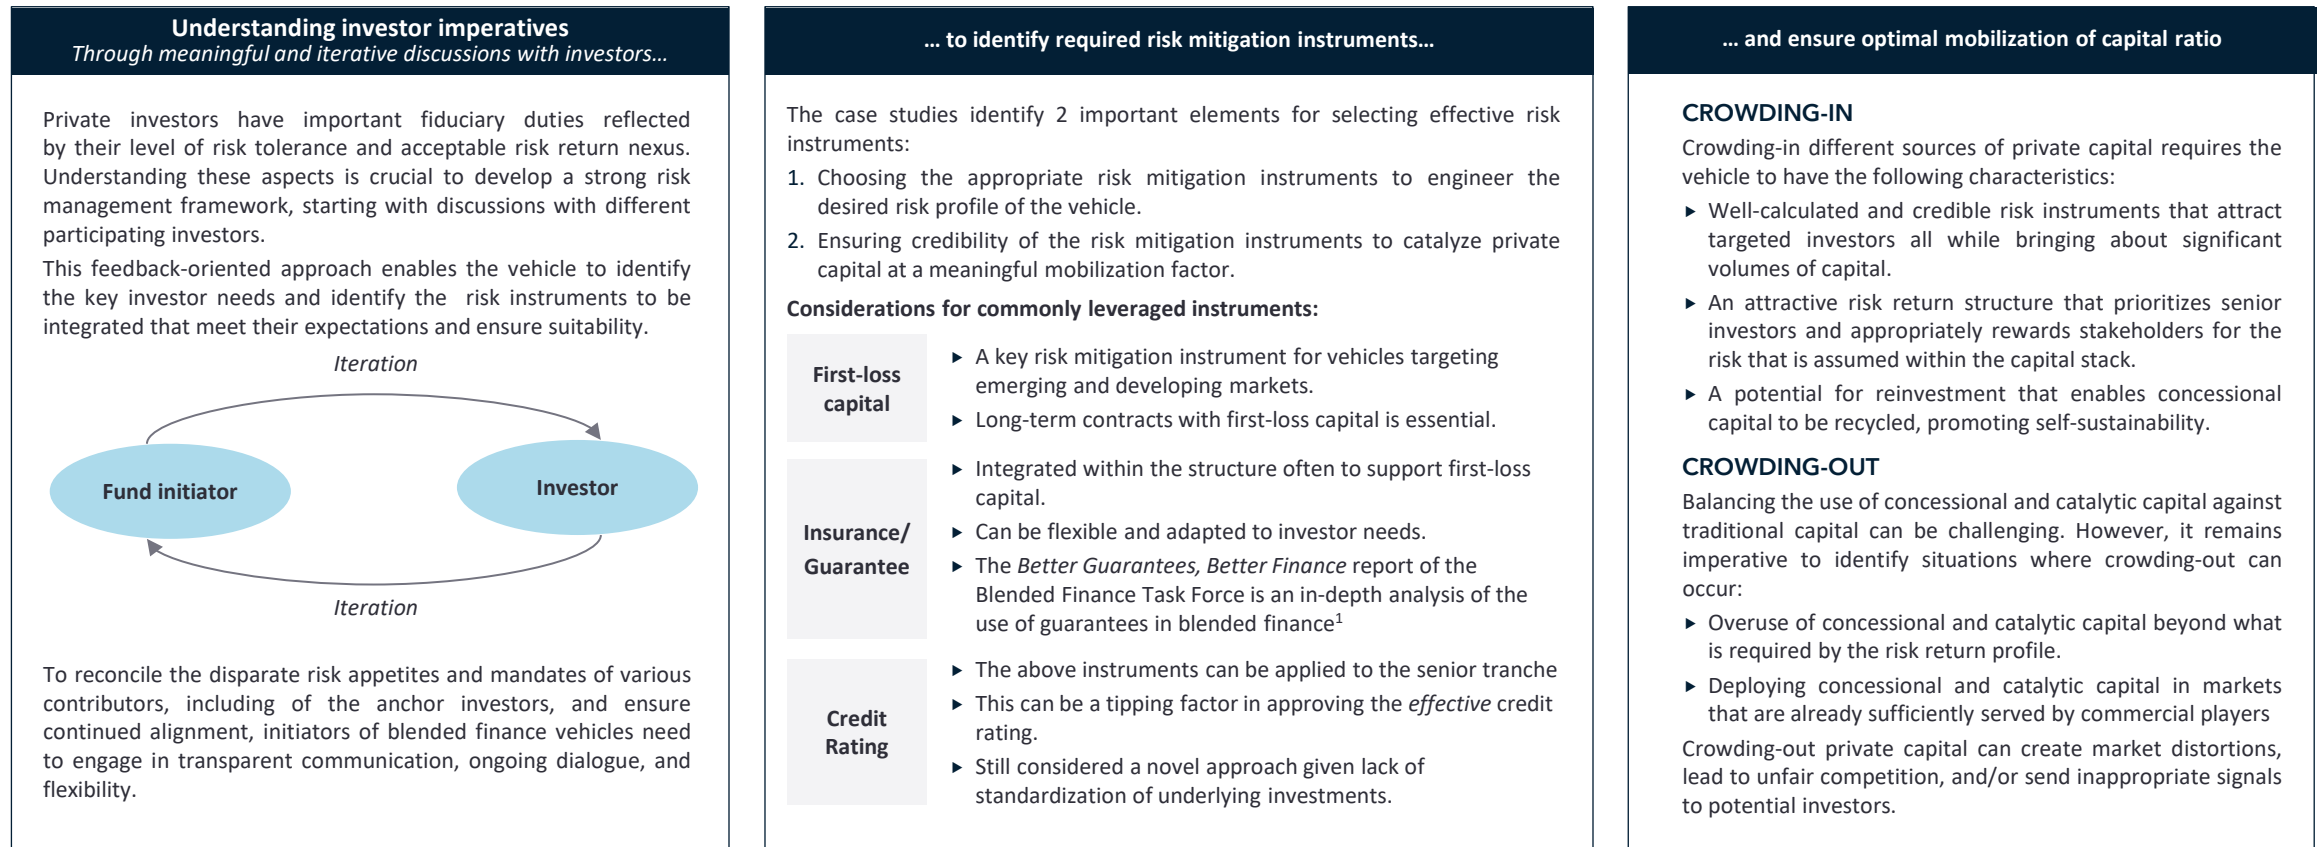 Understanding investor imperatives
Through meaningful and iterative discussions with investors…
Private investors have important fiduciary duties reflected
by their level of risk tolerance and acceptable risk return nexus.
Understanding these aspects is crucial to develop a strong risk
management framework, starting with discussions with different
participating investors.
This feedback-oriented approach enables the vehicle to identify
the key investor needs and identify the risk instruments to be
integrated that meet their expectations and ensure suitability.
Iteration
Fund initiator
Investor
Iteration
To reconcile the disparate risk appetites and mandates of various
contributors, including of the anchor investors, and ensure
continued alignment, initiators of blended finance vehicles need
to engage in transparent communication, ongoing dialogue, and
flexibility.
… to identify required risk mitigation instruments…
The case studies identify 2 important elements for selecting effective risk
instruments:
1. Choosing the appropriate risk mitigation instruments to engineer the
desired risk profile of the vehicle.
2. Ensuring credibility of the risk mitigation instruments to catalyze private
capital at a meaningful mobilization factor.
Considerations for commonly leveraged instruments:
First-loss
capital
▸ A key risk mitigation instrument for vehicles targeting
emerging and developing markets.
▸ Long-term contracts with first-loss capital is essential.
Insurance/
Guarantee
▸ Integrated within the structure often to support first-loss
capital.
▸ Can be flexible and adapted to investor needs.
▸ The Better Guarantees, Better Finance report of the
Blended Finance Task Force is an in-depth analysis of the
use of guarantees in blended finance¹
Credit
Rating
▸ The above instruments can be applied to the senior tranche
▸ This can be a tipping factor in approving the effective credit
rating.
▸ Still considered a novel approach given lack of
standardization of underlying investments.
… and ensure optimal mobilization of capital ratio
CROWDING-IN
Crowding-in different sources of private capital requires the
vehicle to have the following characteristics:
▸ Well-calculated and credible risk instruments that attract
targeted investors all while bringing about significant
volumes of capital.
▸ An attractive risk return structure that prioritizes senior
investors and appropriately rewards stakeholders for the
risk that is assumed within the capital stack.
▸ A potential for reinvestment that enables concessional
capital to be recycled, promoting self-sustainability.
CROWDING-OUT
Balancing the use of concessional and catalytic capital against
traditional capital can be challenging. However, it remains
imperative to identify situations where crowding-out can
occur:
▸ Overuse of concessional and catalytic capital beyond what
is required by the risk return profile.
▸ Deploying concessional and catalytic capital in markets
that are already sufficiently served by commercial players
Crowding-out private capital can create market distortions,
lead to unfair competition, and/or send inappropriate signals
to potential investors.